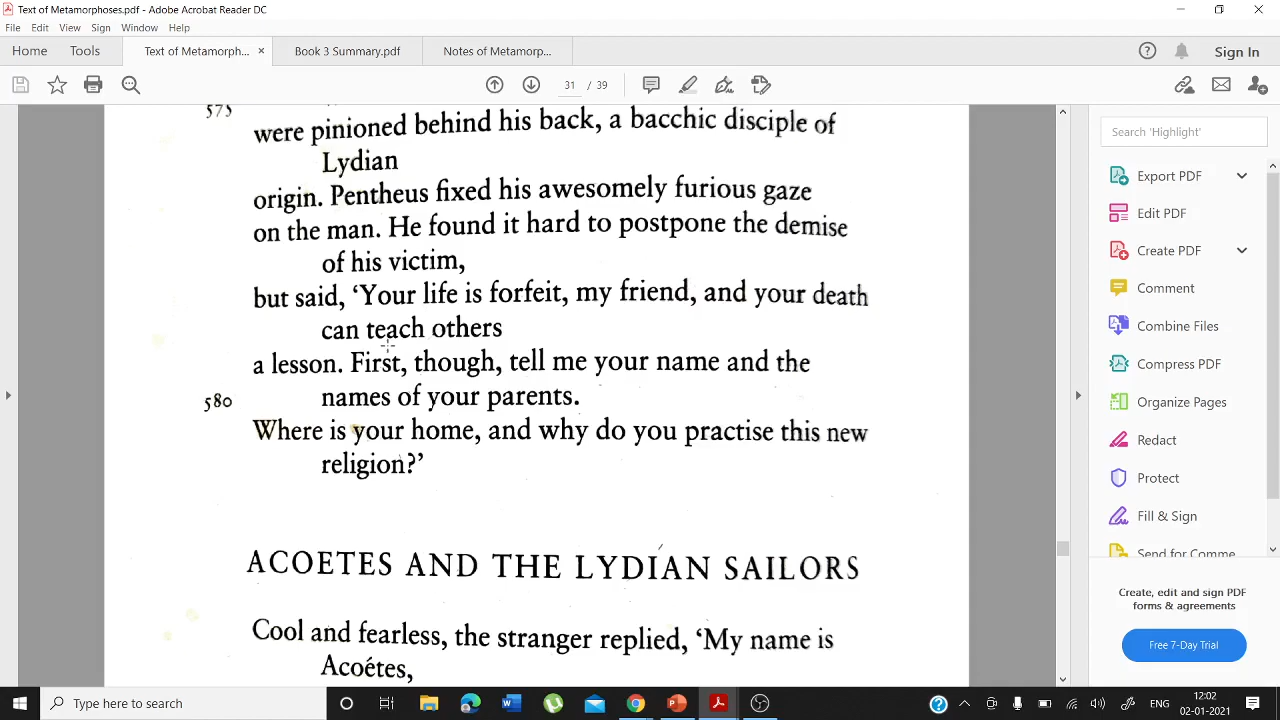 Text of Metamorphoses.pdf - Adobe Acrobat Reader DC
File Edit View Sign Window Help
Home Tools Text of Metamorph... × Book 3 Summary.pdf Notes of Metamorp... Sign In
31 / 39
575
were pinioned behind his back, a bacchic disciple of
Lydian
origin. Pentheus fixed his awesomely furious gaze
on the man. He found it hard to postpone the demise
of his victim,
but said, ‘Your life is forfeit, my friend, and your death
can teach others
a lesson. First, though, tell me your name and the
580 names of your parents.
Where is your home, and why do you practise this new
religion?’
ACOETES AND THE LYDIAN SAILORS
Cool and fearless, the stranger replied, ‘My name is
Acoétes,
Search 'Highlight'
Export PDF
Edit PDF
Create PDF
Comment
Combine Files
Compress PDF
Organize Pages
Redact
Protect
Fill & Sign
Send for Comme
Create, edit and sign PDF
forms & agreements
Free 7-Day Trial
Type here to search
ENG
12:02
02-01-2021